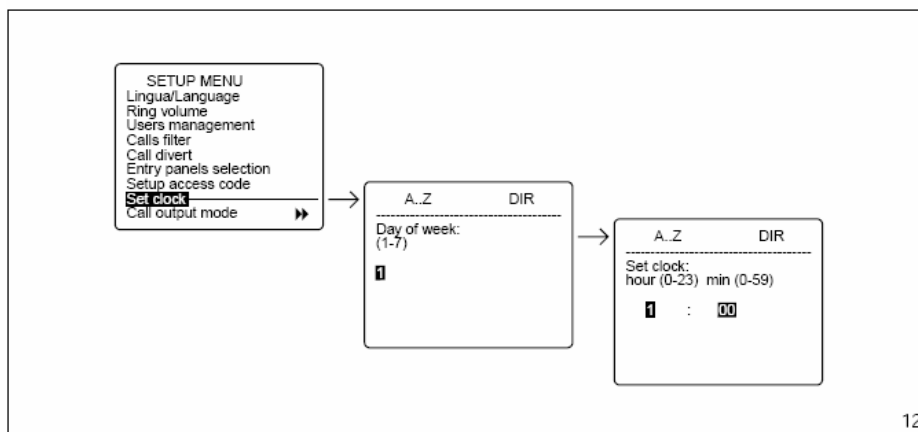 SETUP MENU
Lingua/Language
Ring volume
Users management
Calls filter
Call divert
Entry panels selection
Setup access code
Set clock
Call output mode
A..Z DIR
Day of week:
(1-7)
1
A..Z DIR
Set clock:
hour (0-23) min (0-59)
1 : 00
12